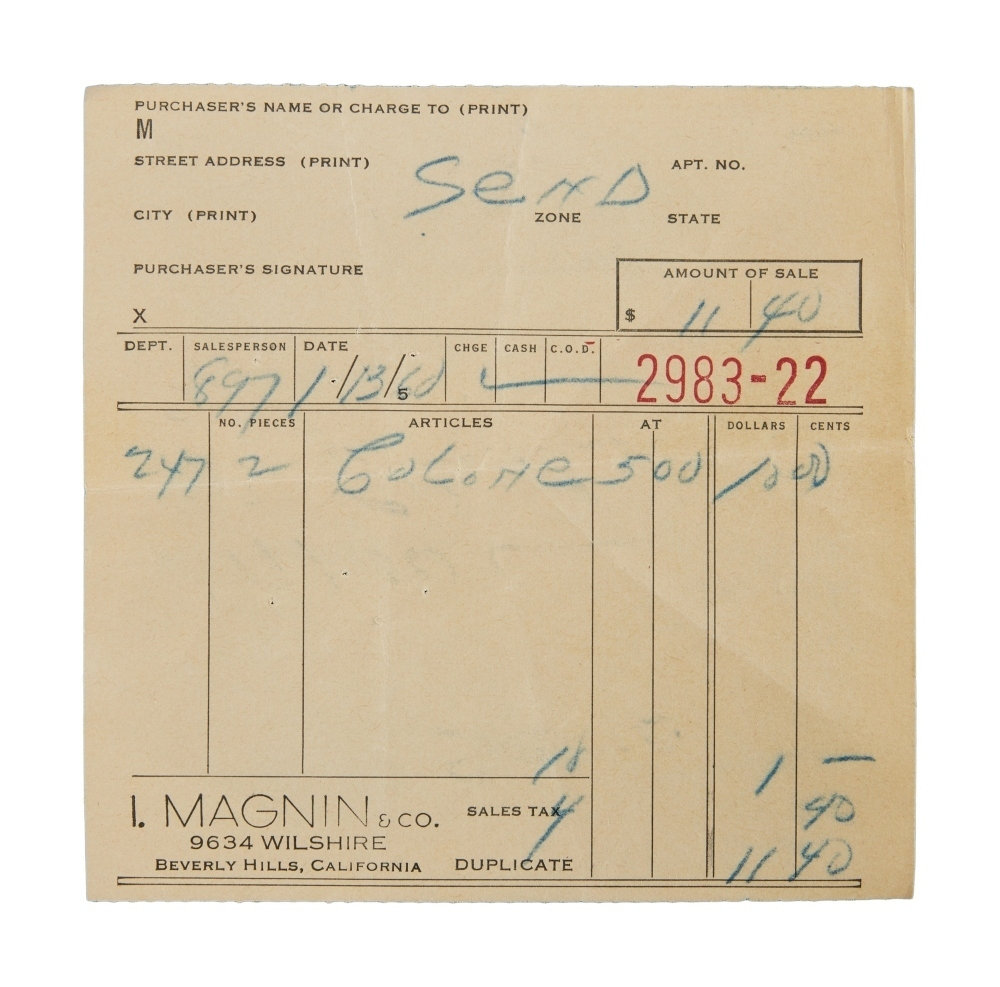 PURCHASER'S NAME OR CHARGE TO (PRINT)
M
STREET ADDRESS (PRINT) APT. NO.
SEND
CITY (PRINT) ZONE STATE
PURCHASER'S SIGNATURE AMOUNT OF SALE
X $ 11 40
DEPT. SALESPERSON DATE CHGE CASH C.O.D. 2983-22
897 1/13/60 5
NO. PIECES ARTICLES AT DOLLARS CENTS
247 2 COLONE 500 10 00
10 1 —
I. MAGNIN & CO. SALES TAX 4 40
9634 WILSHIRE
BEVERLY HILLS, CALIFORNIA DUPLICATE 11 40